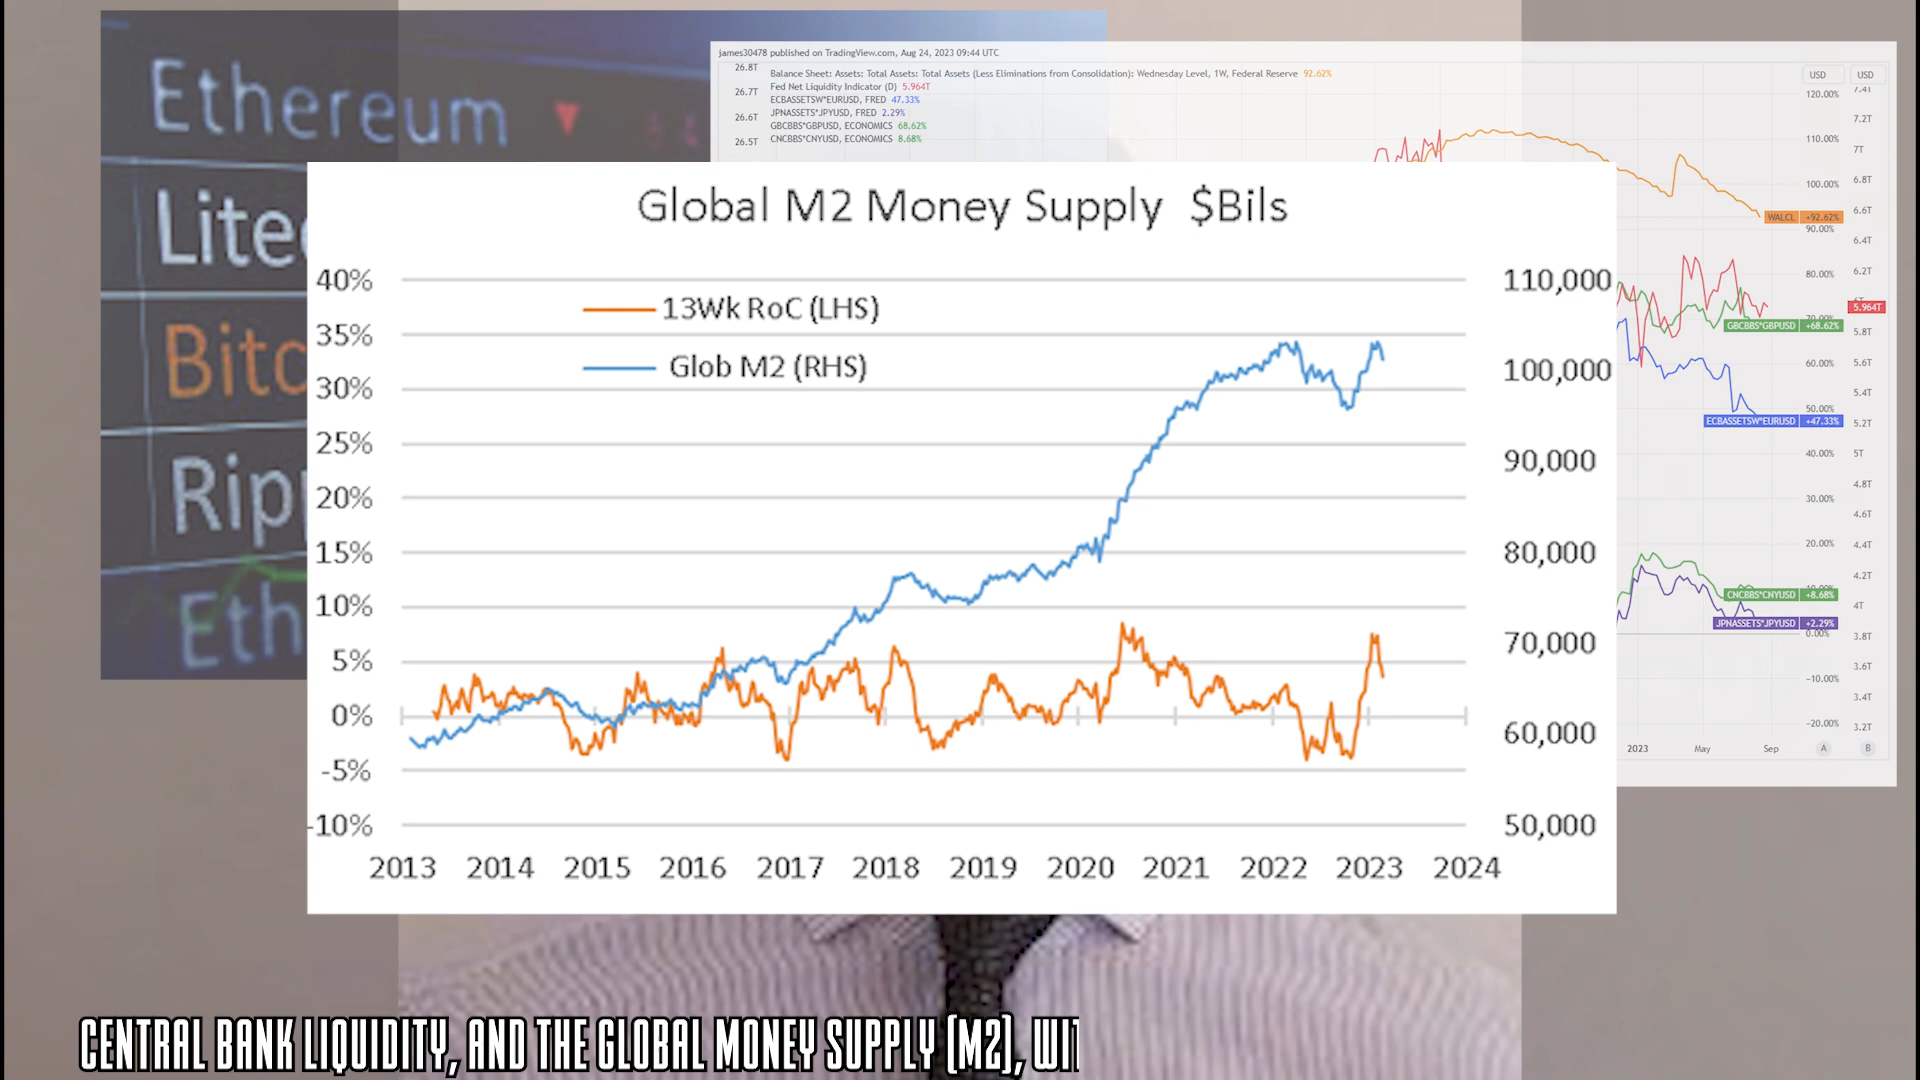 Ethereum
Lite
Bitc
Rip
Eth
james30478 published on TradingView.com, Aug 24, 2023 09:44 UTC
26.8T
26.7T
26.6T
26.5T
Balance Sheet: Assets: Total Assets: Total Assets (Less Eliminations from Consolidation): Wednesday Level, 1W, Federal Reserve 92.62%
Fed Net Liquidity Indicator (D) 5.964T
ECBASSETSW*EURUSD, FRED 47.33%
JPNASSETS*JPYUSD, FRED 2.29%
GBCBBS*GBPUSD, ECONOMICS 68.62%
CNCBBS*CNYUSD, ECONOMICS 8.68%
USD USD
120.00%
110.00%
100.00%
90.00%
80.00%
70.00%
60.00%
50.00%
40.00%
30.00%
20.00%
0.00%
-10.00%
-20.00%
7.4T
7.2T
7T
6.8T
6.6T
6.4T
6.2T
5.8T
5.6T
5.4T
5.2T
5T
4.8T
4.6T
4.4T
4.2T
4T
3.8T
3.6T
3.4T
3.2T
WALCL +92.62%
5.964T
GBCBBS*GBPUSD +68.62%
ECBASSETSW*EURUSD +47.33%
CNCBBS*CNYUSD +8.68%
JPNASSETS*JPYUSD +2.29%
2023 May Sep A B
Global M2 Money Supply $Bils
13Wk RoC (LHS)
Glob M2 (RHS)
40%
35%
30%
25%
20%
15%
10%
5%
0%
-5%
-10%
110,000
100,000
90,000
80,000
70,000
60,000
50,000
2013 2014 2015 2016 2017 2018 2019 2020 2021 2022 2023 2024
CENTRAL BANK LIQUIDITY, AND THE GLOBAL MONEY SUPPLY (M2), WIT